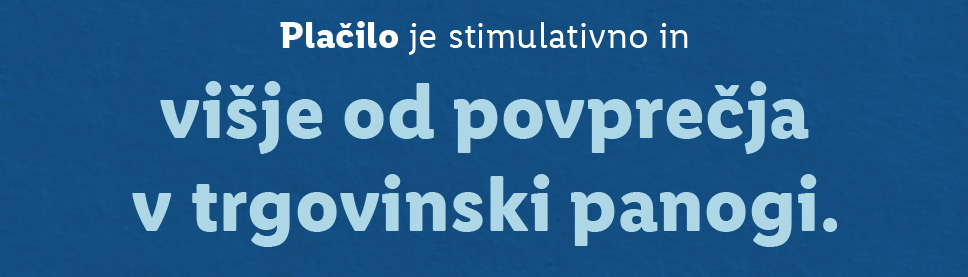 Plačilo je stimulativno in
višje od povprečja
v trgovinski panogi.